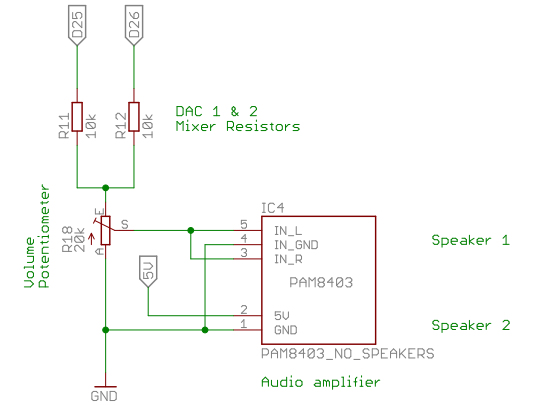 D25
D26
R11
10k
R12
10k
DAC 1 & 2
Mixer Resistors
Volume
Potentiometer
R18
20k
E
S
A
5V
IC4
5
IN_L
4
IN_GND
3
IN_R
PAM8403
2
5V
1
GND
PAM8403_NO_SPEAKERS
Speaker 1
Speaker 2
Audio amplifier
GND